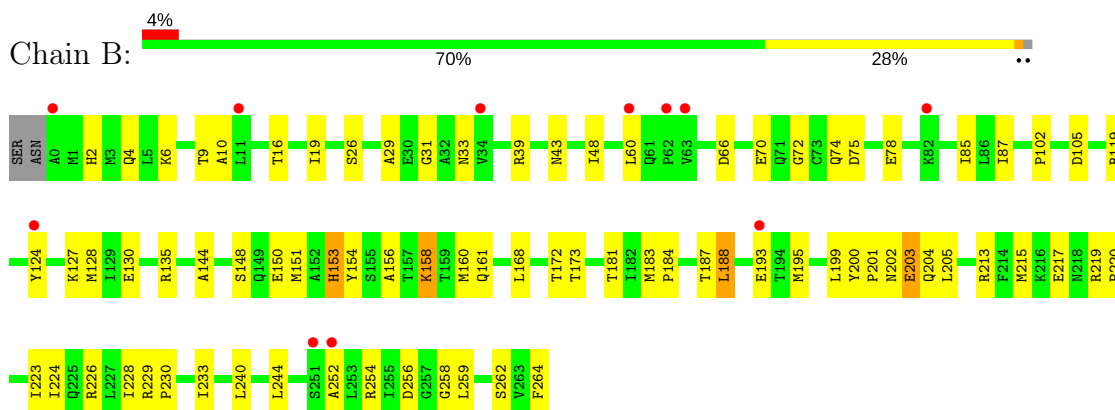 4%
Chain B:
70% 28% ••
SER ASN A0 M1 H2 M3 Q4 L5 K6 T9 A10 L11 T16 I19 S26 A29 E30 G31 A32 N33 V34 R39 N43 I48 L60 Q61 P62 V63 D66 E70 Q71 G72 C73 Q74 D75 E78 K82 I85 L86 I87 P102 D105
Y124 K127 M128 I129 E130 R135 A144 S148 Q149 E150 M151 A152 H153 Y154 S155 A156 T157 K158 T159 M160 Q161 L168 T172 T173 T181 I182 M183 P184 T187 L188 E193 T194 M195 L199 Y200 P201 N202 E203 Q204 L205 R213 F214 M215 K216 E217 N218 R219
I223 I224 Q225 R226 L227 I228 R229 P230 I233 L240 L244 S251 A252 L253 R254 I255 D256 G257 G258 L259 S262 V263 F264